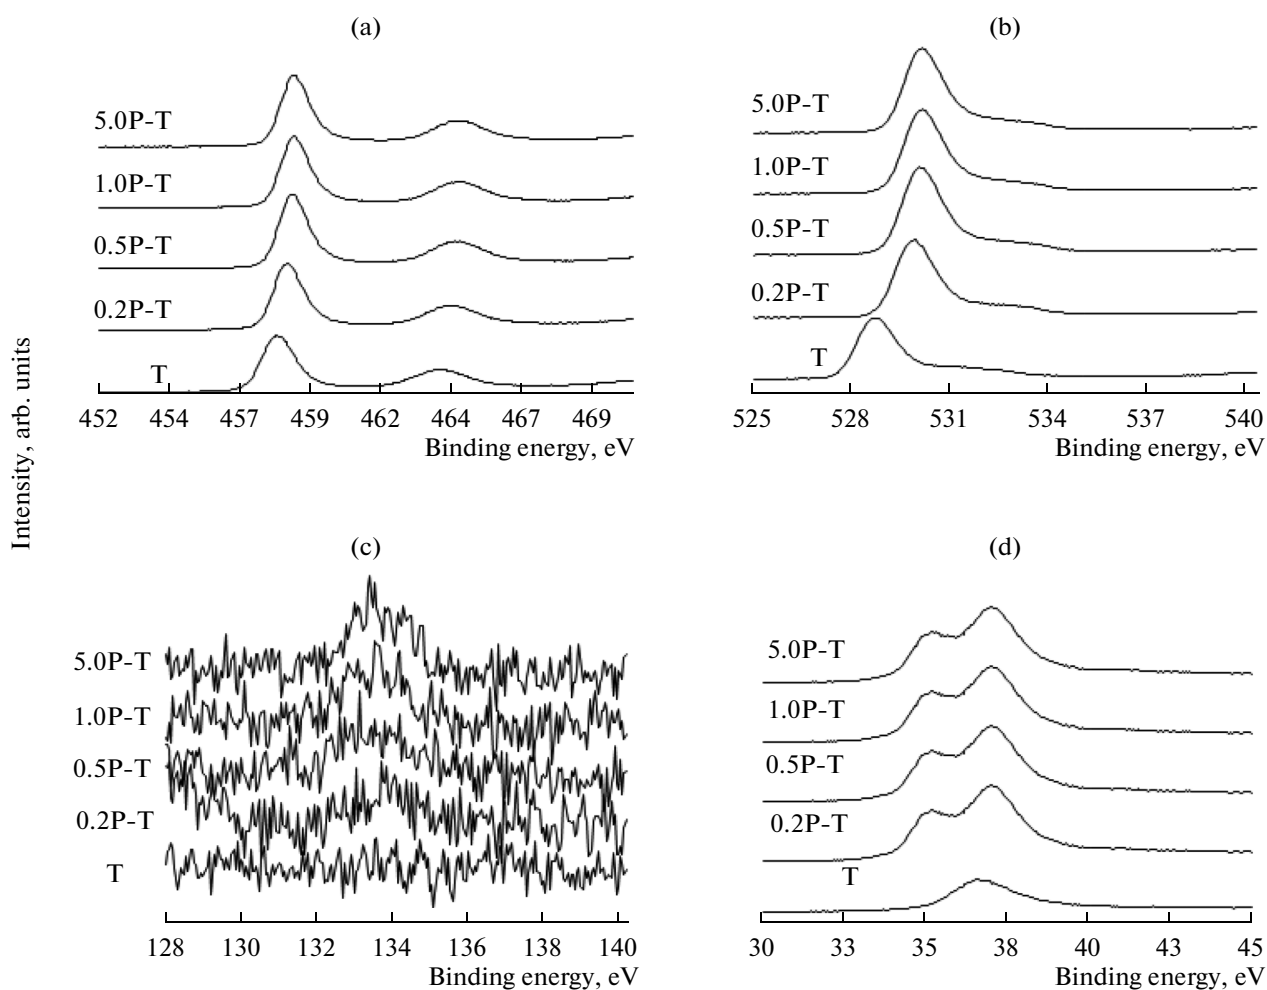 (a)
5.0P-T
1.0P-T
0.5P-T
0.2P-T
T
452 454 457 459 462 464 467 469
Binding energy, eV
(b)
5.0P-T
1.0P-T
0.5P-T
0.2P-T
T
525 528 531 534 537 540
Binding energy, eV
Intensity, arb. units
(c)
5.0P-T
1.0P-T
0.5P-T
0.2P-T
T
128 130 132 134 136 138 140
Binding energy, eV
(d)
5.0P-T
1.0P-T
0.5P-T
0.2P-T
T
30 33 35 38 40 43 45
Binding energy, eV